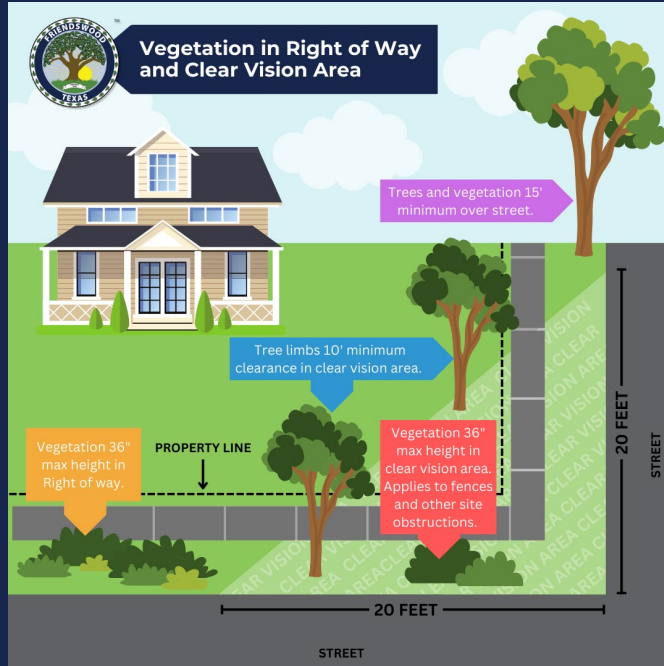 FRIENDSWOOD
TEXAS
Vegetation in Right of Way
and Clear Vision Area
Trees and vegetation 15'
minimum over street.
Tree limbs 10' minimum
clearance in clear vision area.
Vegetation 36"
max height in
Right of way.
PROPERTY LINE
Vegetation 36"
max height in
clear vision area.
Applies to fences
and other site
obstructions.
20 FEET
STREET
20 FEET
STREET
CLEAR VISION AREA